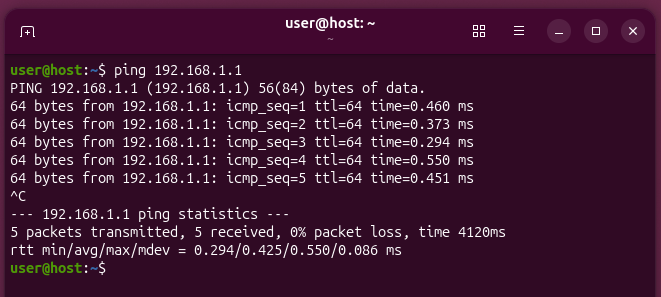 user@host: ~
~
user@host:~$ ping 192.168.1.1
PING 192.168.1.1 (192.168.1.1) 56(84) bytes of data.
64 bytes from 192.168.1.1: icmp_seq=1 ttl=64 time=0.460 ms
64 bytes from 192.168.1.1: icmp_seq=2 ttl=64 time=0.373 ms
64 bytes from 192.168.1.1: icmp_seq=3 ttl=64 time=0.294 ms
64 bytes from 192.168.1.1: icmp_seq=4 ttl=64 time=0.550 ms
64 bytes from 192.168.1.1: icmp_seq=5 ttl=64 time=0.451 ms
^C
--- 192.168.1.1 ping statistics ---
5 packets transmitted, 5 received, 0% packet loss, time 4120ms
rtt min/avg/max/mdev = 0.294/0.425/0.550/0.086 ms
user@host:~$